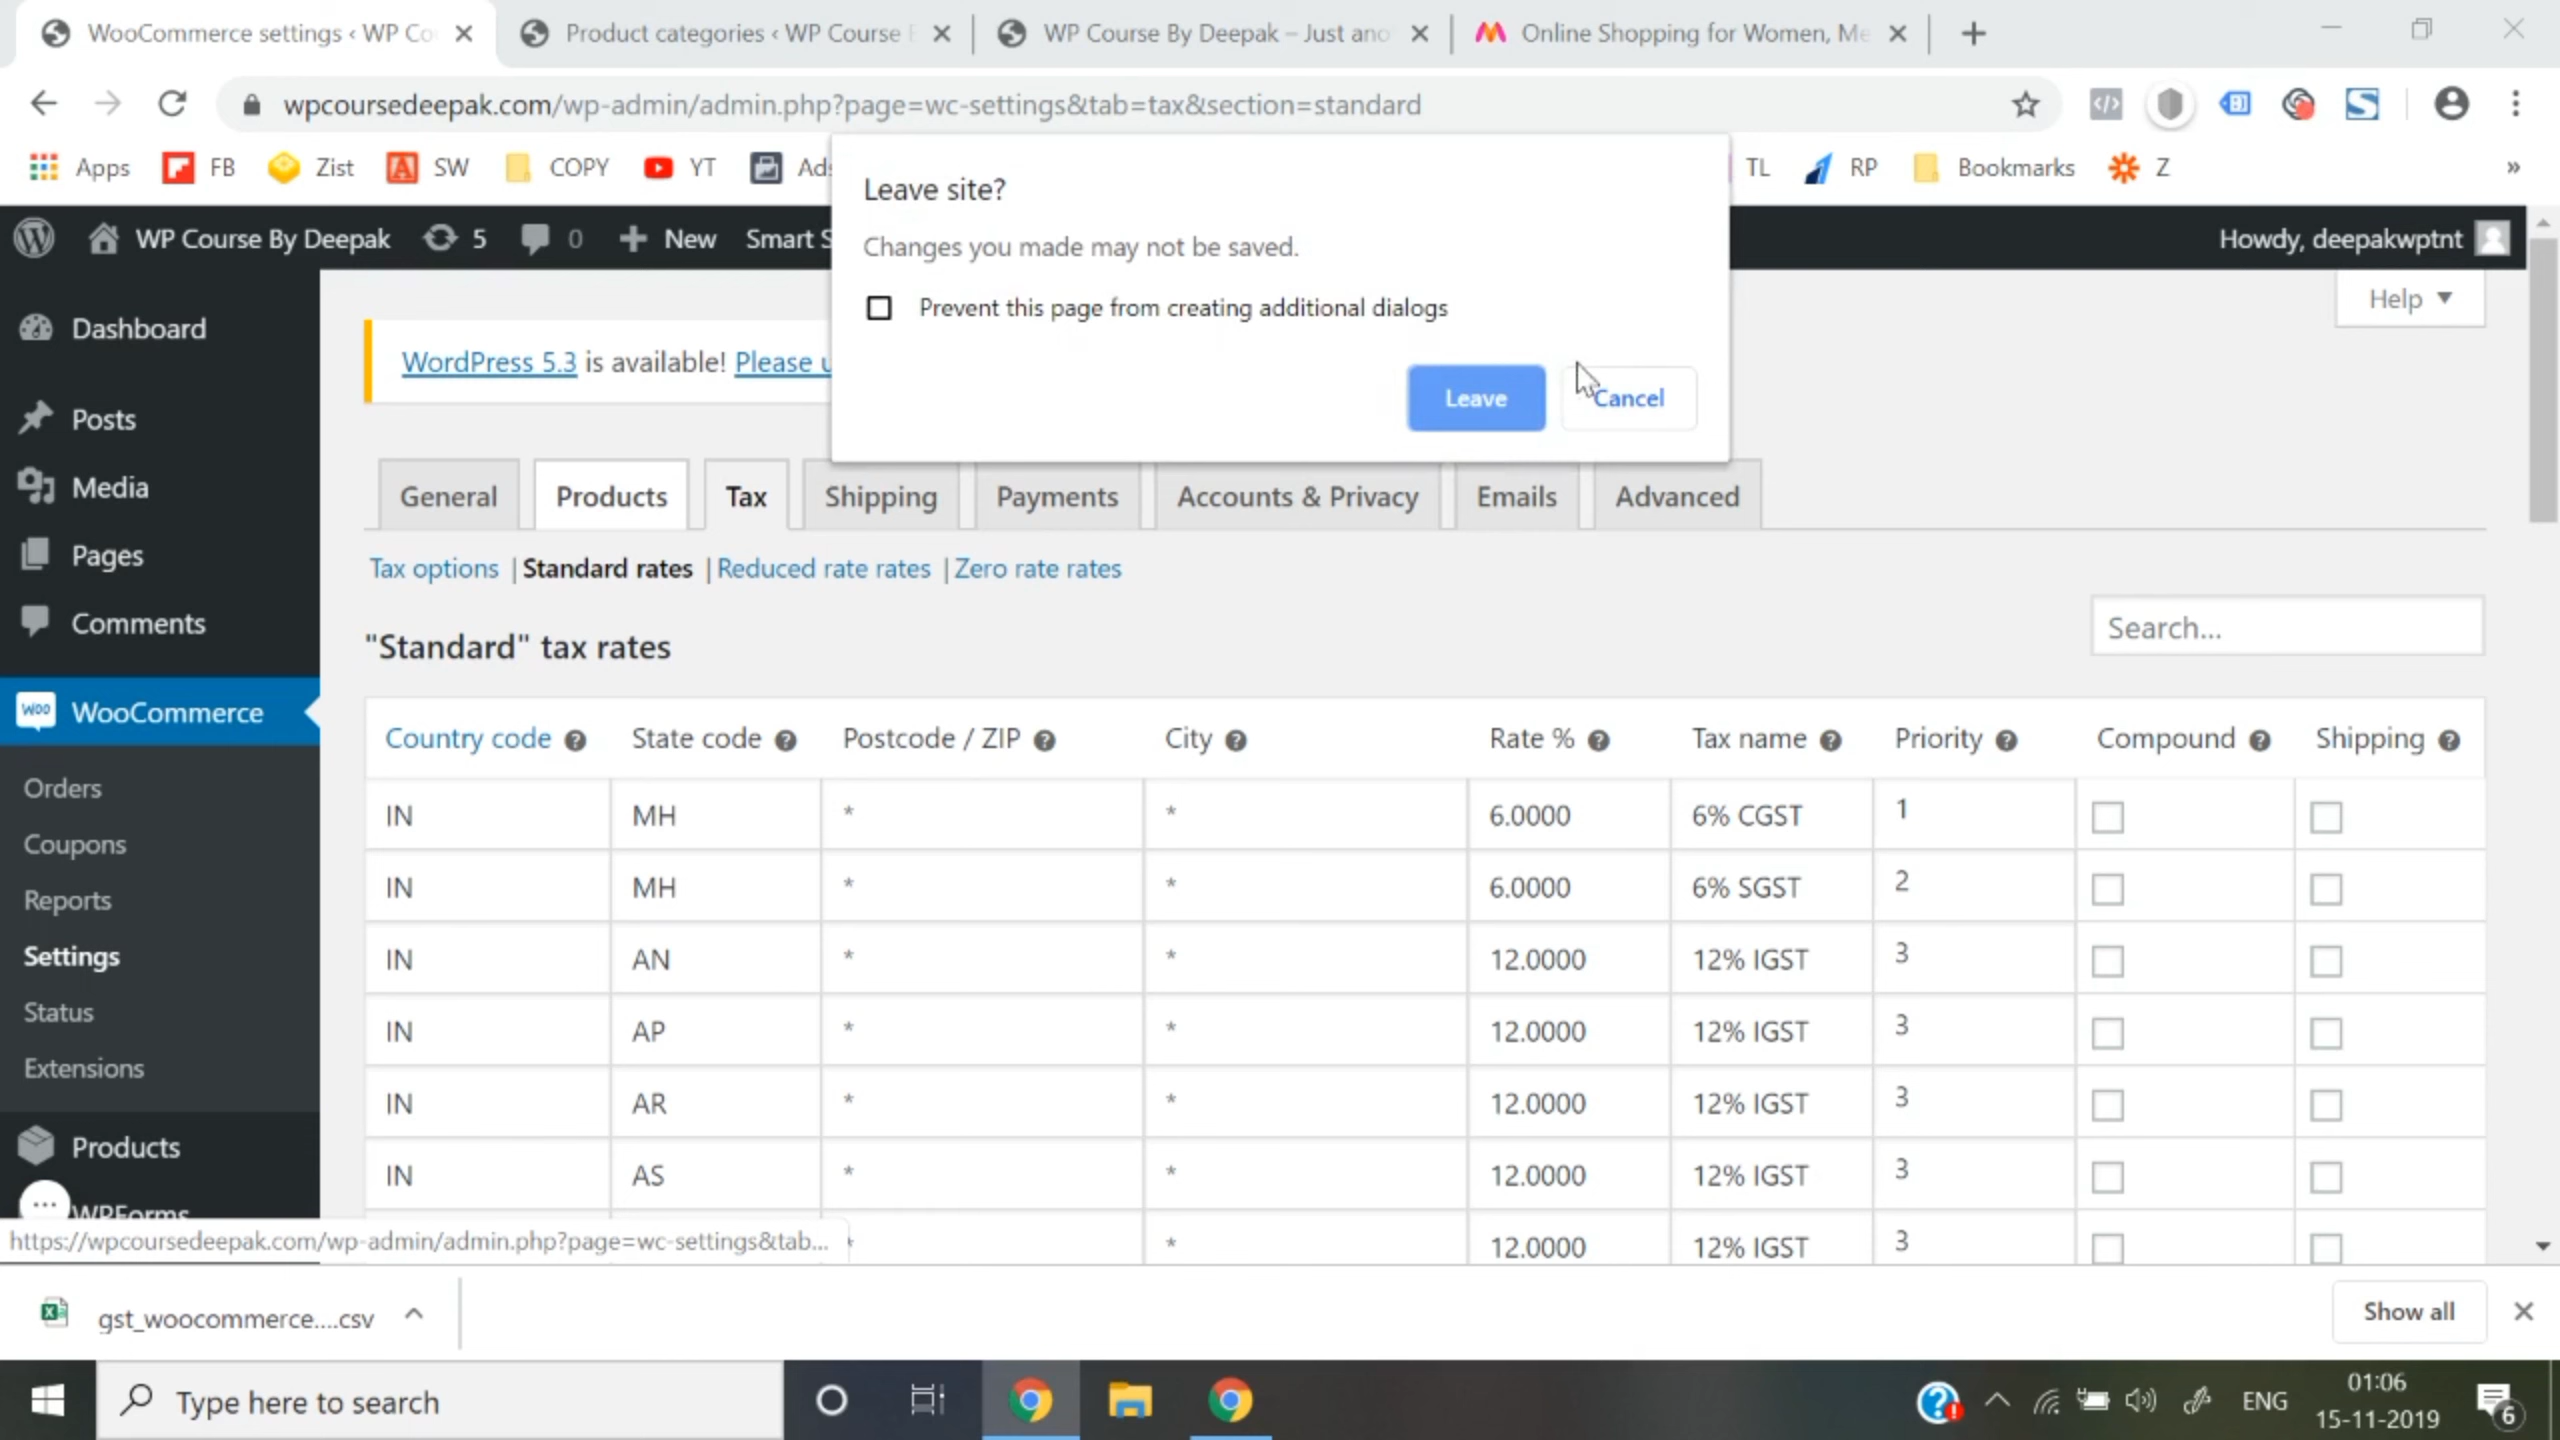 WooCommerce settings ‹ WP Co
Product categories ‹ WP Course
WP Course By Deepak – Just ano
Online Shopping for Women, Me
wpcoursedeepak.com/wp-admin/admin.php?page=wc-settings&tab=tax&section=standard
Apps
FB
Zist
SW
COPY
YT
Ads
TL
RP
Bookmarks
Z
»
WP Course By Deepak
5
0
New
Smart S
Howdy, deepakwptnt
Leave site?
Changes you made may not be saved.
Prevent this page from creating additional dialogs
Leave
Cancel
Help
WordPress 5.3 is available! Please u
Dashboard
Posts
Media
Pages
Comments
WooCommerce
Orders
Coupons
Reports
Settings
Status
Extensions
Products
WPForms
General
Products
Tax
Shipping
Payments
Accounts & Privacy
Emails
Advanced
Tax options | Standard rates | Reduced rate rates | Zero rate rates
Search...
"Standard" tax rates
Country code State code Postcode / ZIP City Rate % Tax name Priority Compound Shipping
IN MH * * 6.0000 6% CGST 1
IN MH * * 6.0000 6% SGST 2
IN AN * * 12.0000 12% IGST 3
IN AP * * 12.0000 12% IGST 3
IN AR * * 12.0000 12% IGST 3
IN AS * * 12.0000 12% IGST 3
* * 12.0000 12% IGST 3
https://wpcoursedeepak.com/wp-admin/admin.php?page=wc-settings&tab...
gst_woocommerce....csv
Show all
Type here to search
ENG
01:06
15-11-2019
6